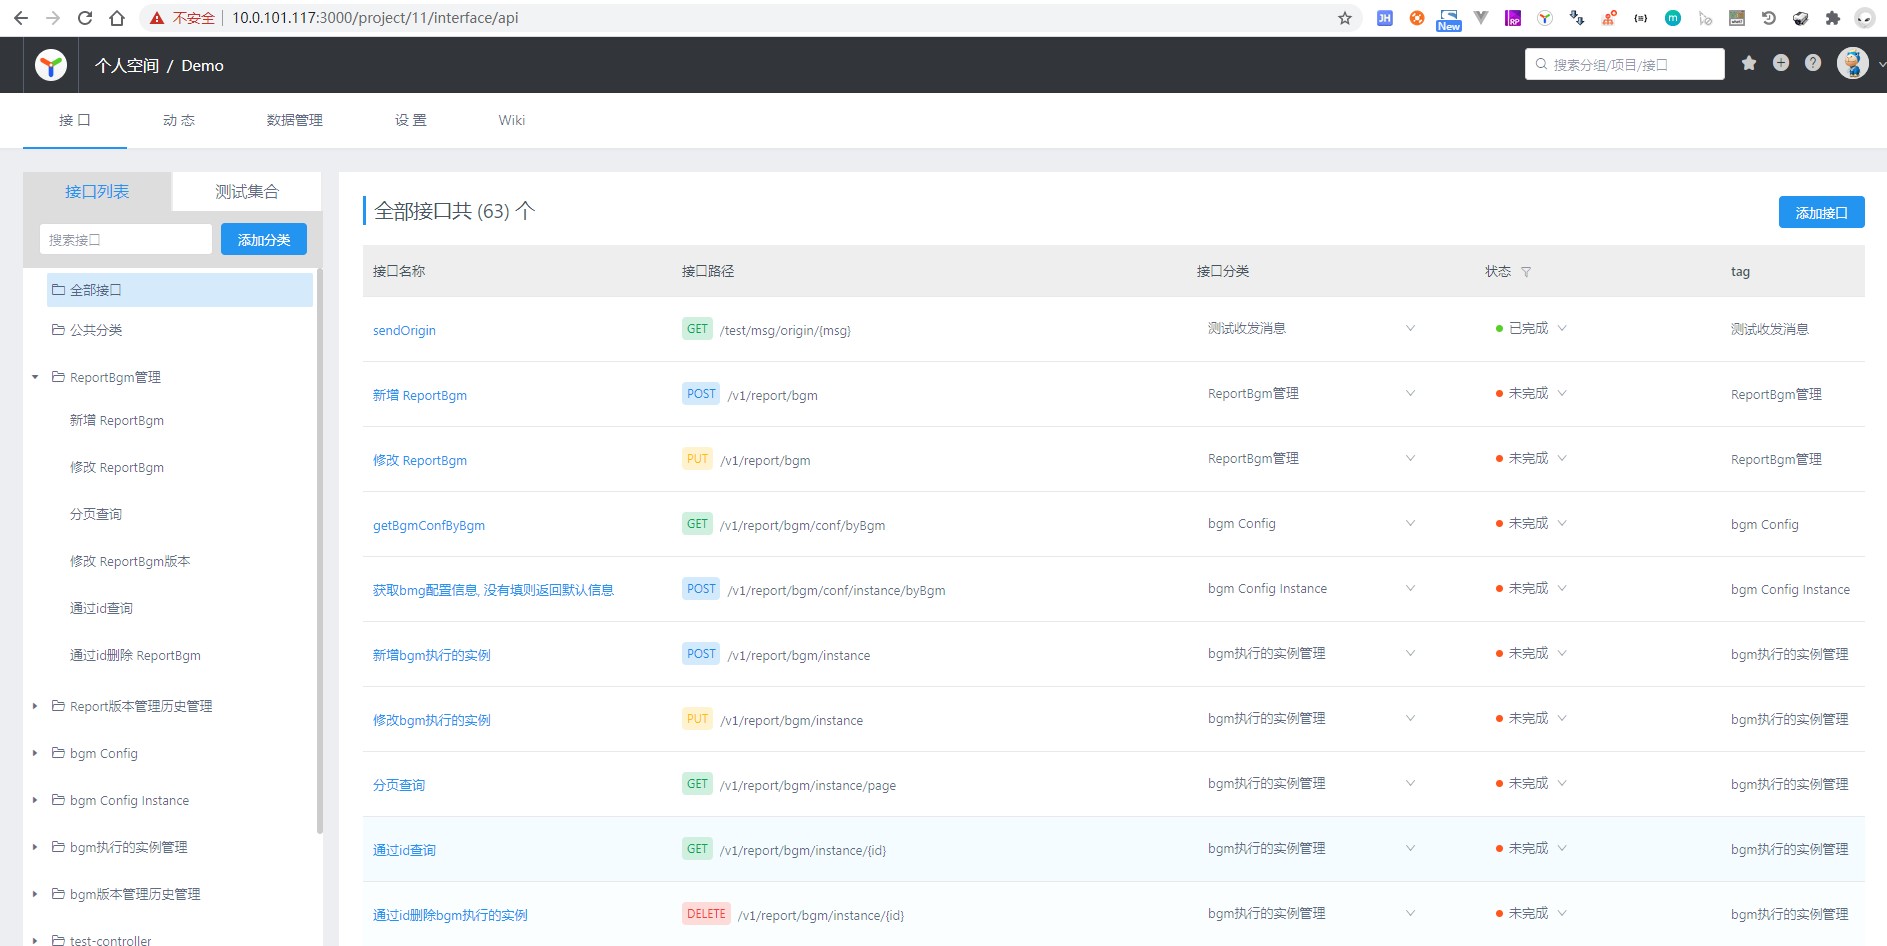 不安全 10.0.101.117:3000/project/11/interface/api
JH
New
RP
m
个人空间 / Demo
搜索分组/项目/接口
接口 动态 数据管理 设置 Wiki
接口列表 测试集合
搜索接口 添加分类
全部接口
公共分类
ReportBgm管理
新增 ReportBgm
修改 ReportBgm
分页查询
修改 ReportBgm版本
通过id查询
通过id删除 ReportBgm
Report版本管理历史管理
bgm Config
bgm Config Instance
bgm执行的实例管理
bgm版本管理历史管理
test-controller
全部接口共 (63) 个 添加接口
接口名称 接口路径 接口分类 状态 tag
sendOrigin GET /test/msg/origin/{msg} 测试收发消息 已完成 测试收发消息
新增 ReportBgm POST /v1/report/bgm ReportBgm管理 未完成 ReportBgm管理
修改 ReportBgm PUT /v1/report/bgm ReportBgm管理 未完成 ReportBgm管理
getBgmConfByBgm GET /v1/report/bgm/conf/byBgm bgm Config 未完成 bgm Config
获取bmg配置信息, 没有填则返回默认信息 POST /v1/report/bgm/conf/instance/byBgm bgm Config Instance 未完成 bgm Config Instance
新增bgm执行的实例 POST /v1/report/bgm/instance bgm执行的实例管理 未完成 bgm执行的实例管理
修改bgm执行的实例 PUT /v1/report/bgm/instance bgm执行的实例管理 未完成 bgm执行的实例管理
分页查询 GET /v1/report/bgm/instance/page bgm执行的实例管理 未完成 bgm执行的实例管理
通过id查询 GET /v1/report/bgm/instance/{id} bgm执行的实例管理 未完成 bgm执行的实例管理
通过id删除bgm执行的实例 DELETE /v1/report/bgm/instance/{id} bgm执行的实例管理 未完成 bgm执行的实例管理